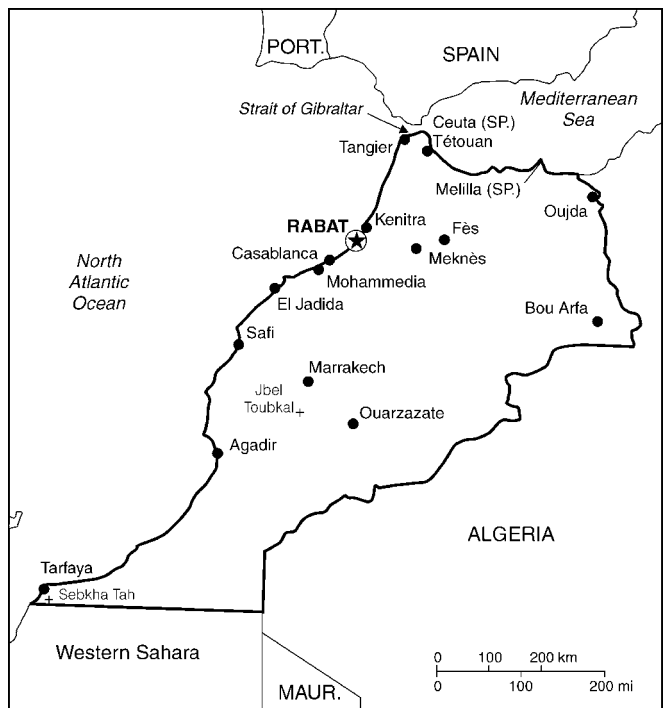 PORT.
SPAIN
Strait of Gibraltar
Mediterranean
Sea
Ceuta (SP.)
Tangier
Tétouan
Melilla (SP.)
Oujda
RABAT
Kenitra
Fès
Meknès
Casablanca
Mohammedia
North
Atlantic
Ocean
El Jadida
Bou Arfa
Safi
Marrakech
Jbel
Toubkal
Ouarzazate
Agadir
ALGERIA
Tarfaya
Sebkha Tah
Western Sahara
MAUR.
0 100 200 km
0 100 200 mi